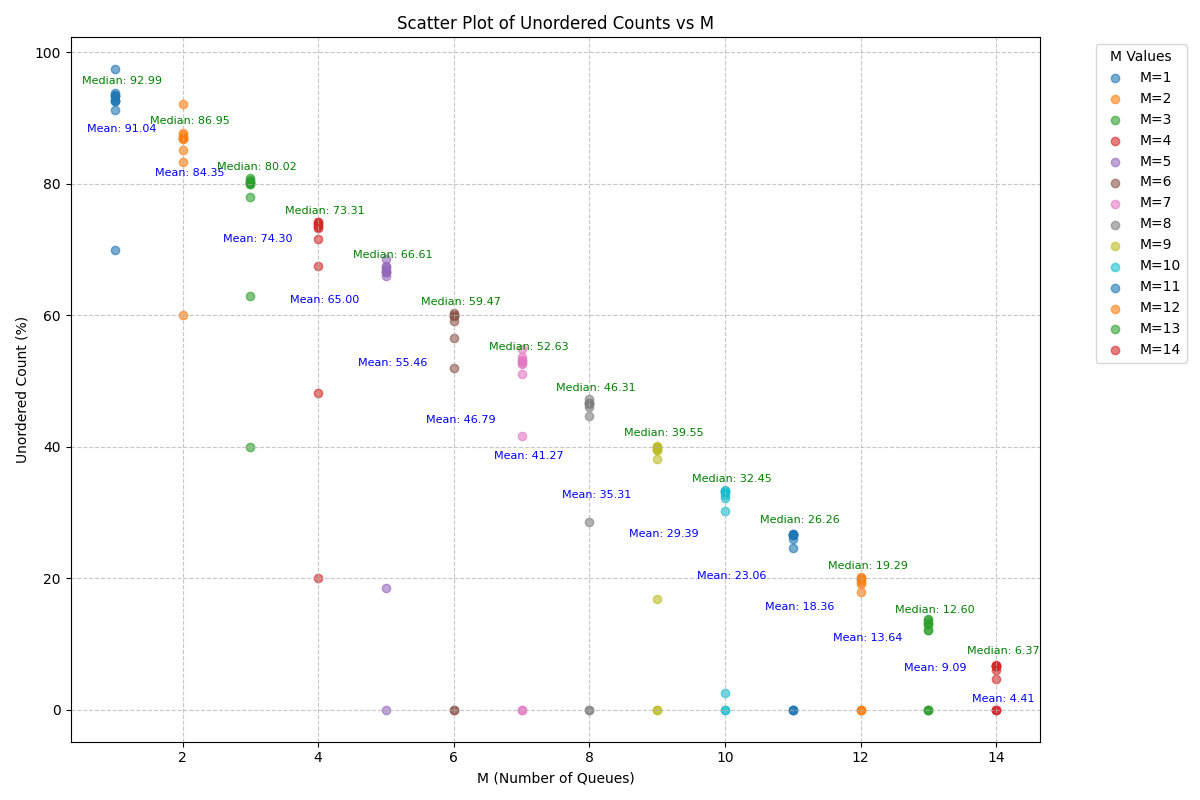 Scatter Plot of Unordered Counts vs M
Unordered Count (%)
100
80
60
40
20
0
Median: 92.99
Mean: 91.04
Median: 86.95
Mean: 84.35
Median: 80.02
Mean: 74.30
Median: 73.31
Mean: 65.00
Median: 66.61
Mean: 55.46
Median: 59.47
Mean: 46.79
Median: 52.63
Mean: 41.27
Median: 46.31
Mean: 35.31
Median: 39.55
Mean: 29.39
Median: 32.45
Mean: 23.06
Median: 26.26
Mean: 18.36
Median: 19.29
Mean: 13.64
Median: 12.60
Mean: 9.09
Median: 6.37
Mean: 4.41
2
4
6
8
10
12
14
M (Number of Queues)
M Values
M=1
M=2
M=3
M=4
M=5
M=6
M=7
M=8
M=9
M=10
M=11
M=12
M=13
M=14